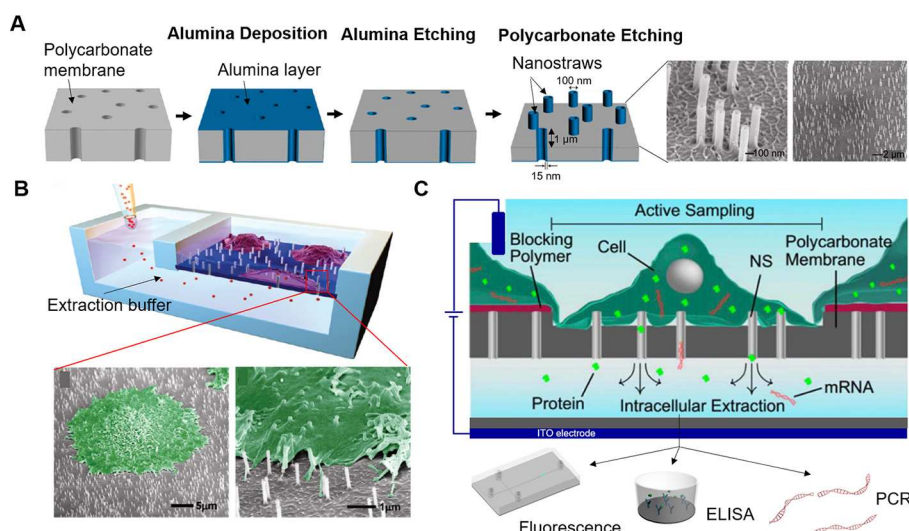 A
Alumina Deposition
Alumina Etching
Polycarbonate Etching
Polycarbonate
membrane
Alumina layer
Nanostraws
100 nm
1 μm
15 nm
100 nm
2 μm
B
Extraction buffer
5μm
1μm
C
Active Sampling
Blocking
Polymer
Cell
NS
Polycarbonate
Membrane
Protein
Intracellular Extraction
mRNA
ITO electrode
Fluorescence
ELISA
PCR